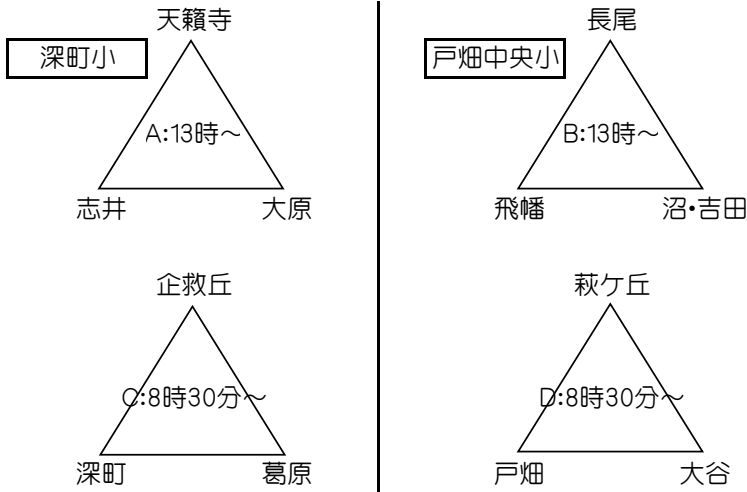 天籟寺
深町小
A:13時～
志井
大原
企救丘
C:8時30分～
深町
葛原
長尾
戸畑中央小
B:13時～
飛幡
沼・吉田
萩ケ丘
D:8時30分～
戸畑
大谷